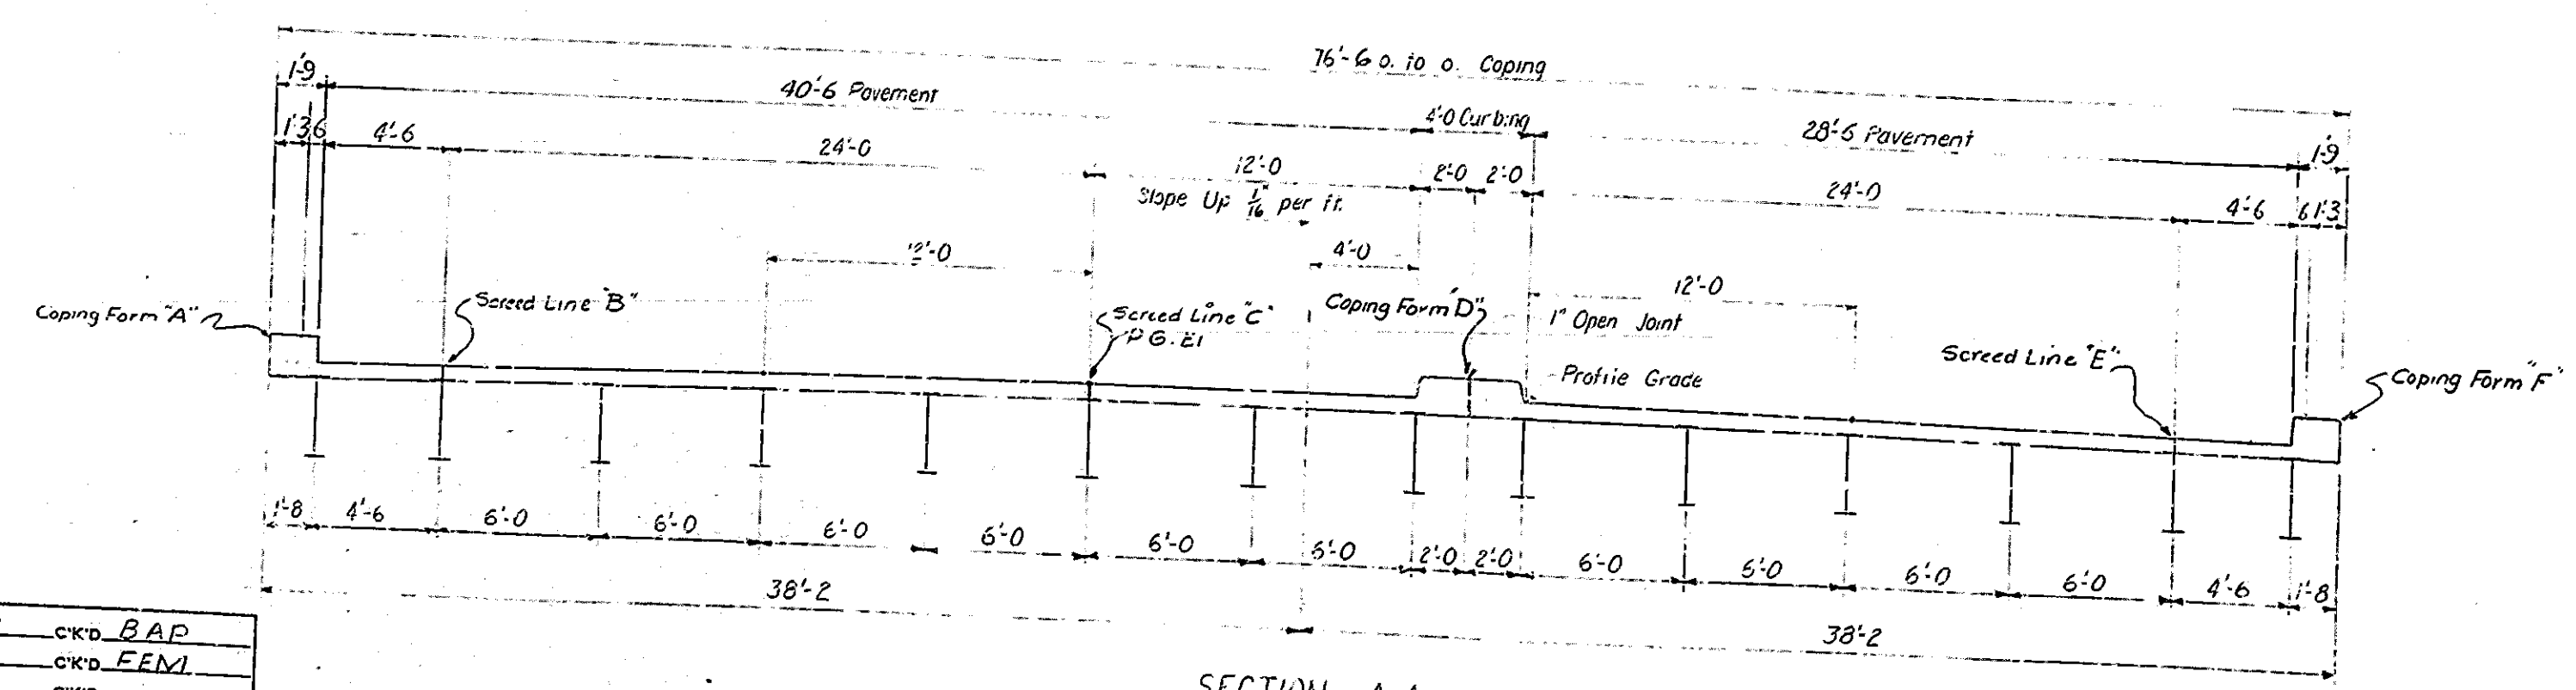 76'-6 o. to o. Coping
1'-9
40'-6 Pavement
4'-0 Curbing
28'-6 Pavement
1'-9
1'-3 6
4'-6
24'-0
12'-0
2'-0 2'-0
24'-0
4'-6
6 1'-3
Slope Up 1/16" per ft.
12'-0
4'-0
12'-0
Coping Form "A"
Screed Line "B"
Screed Line "C"
P.G. El
Coping Form "D"
1" Open Joint
Profile Grade
Screed Line "E"
Coping Form "F"
1'-8 4'-6 6'-0 6'-0 6'-0 6'-0 6'-0 6'-0 2'-0 2'-0 6'-0 6'-0 6'-0 6'-0 4'-6 1'-8
38'-2
38'-2
C'K'D BAP
C'K'D FEM
C'K'D
SECTION